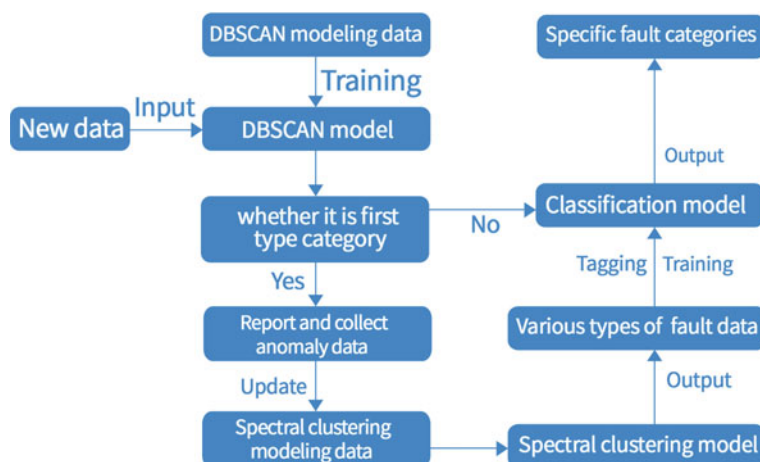 DBSCAN modeling data
Specific fault categories
Training
Input
New data
DBSCAN model
Output
whether it is first
type category
No
Classification model
Yes
Tagging
Training
Report and collect
anomaly data
Various types of fault data
Update
Output
Spectral clustering
modeling data
Spectral clustering model